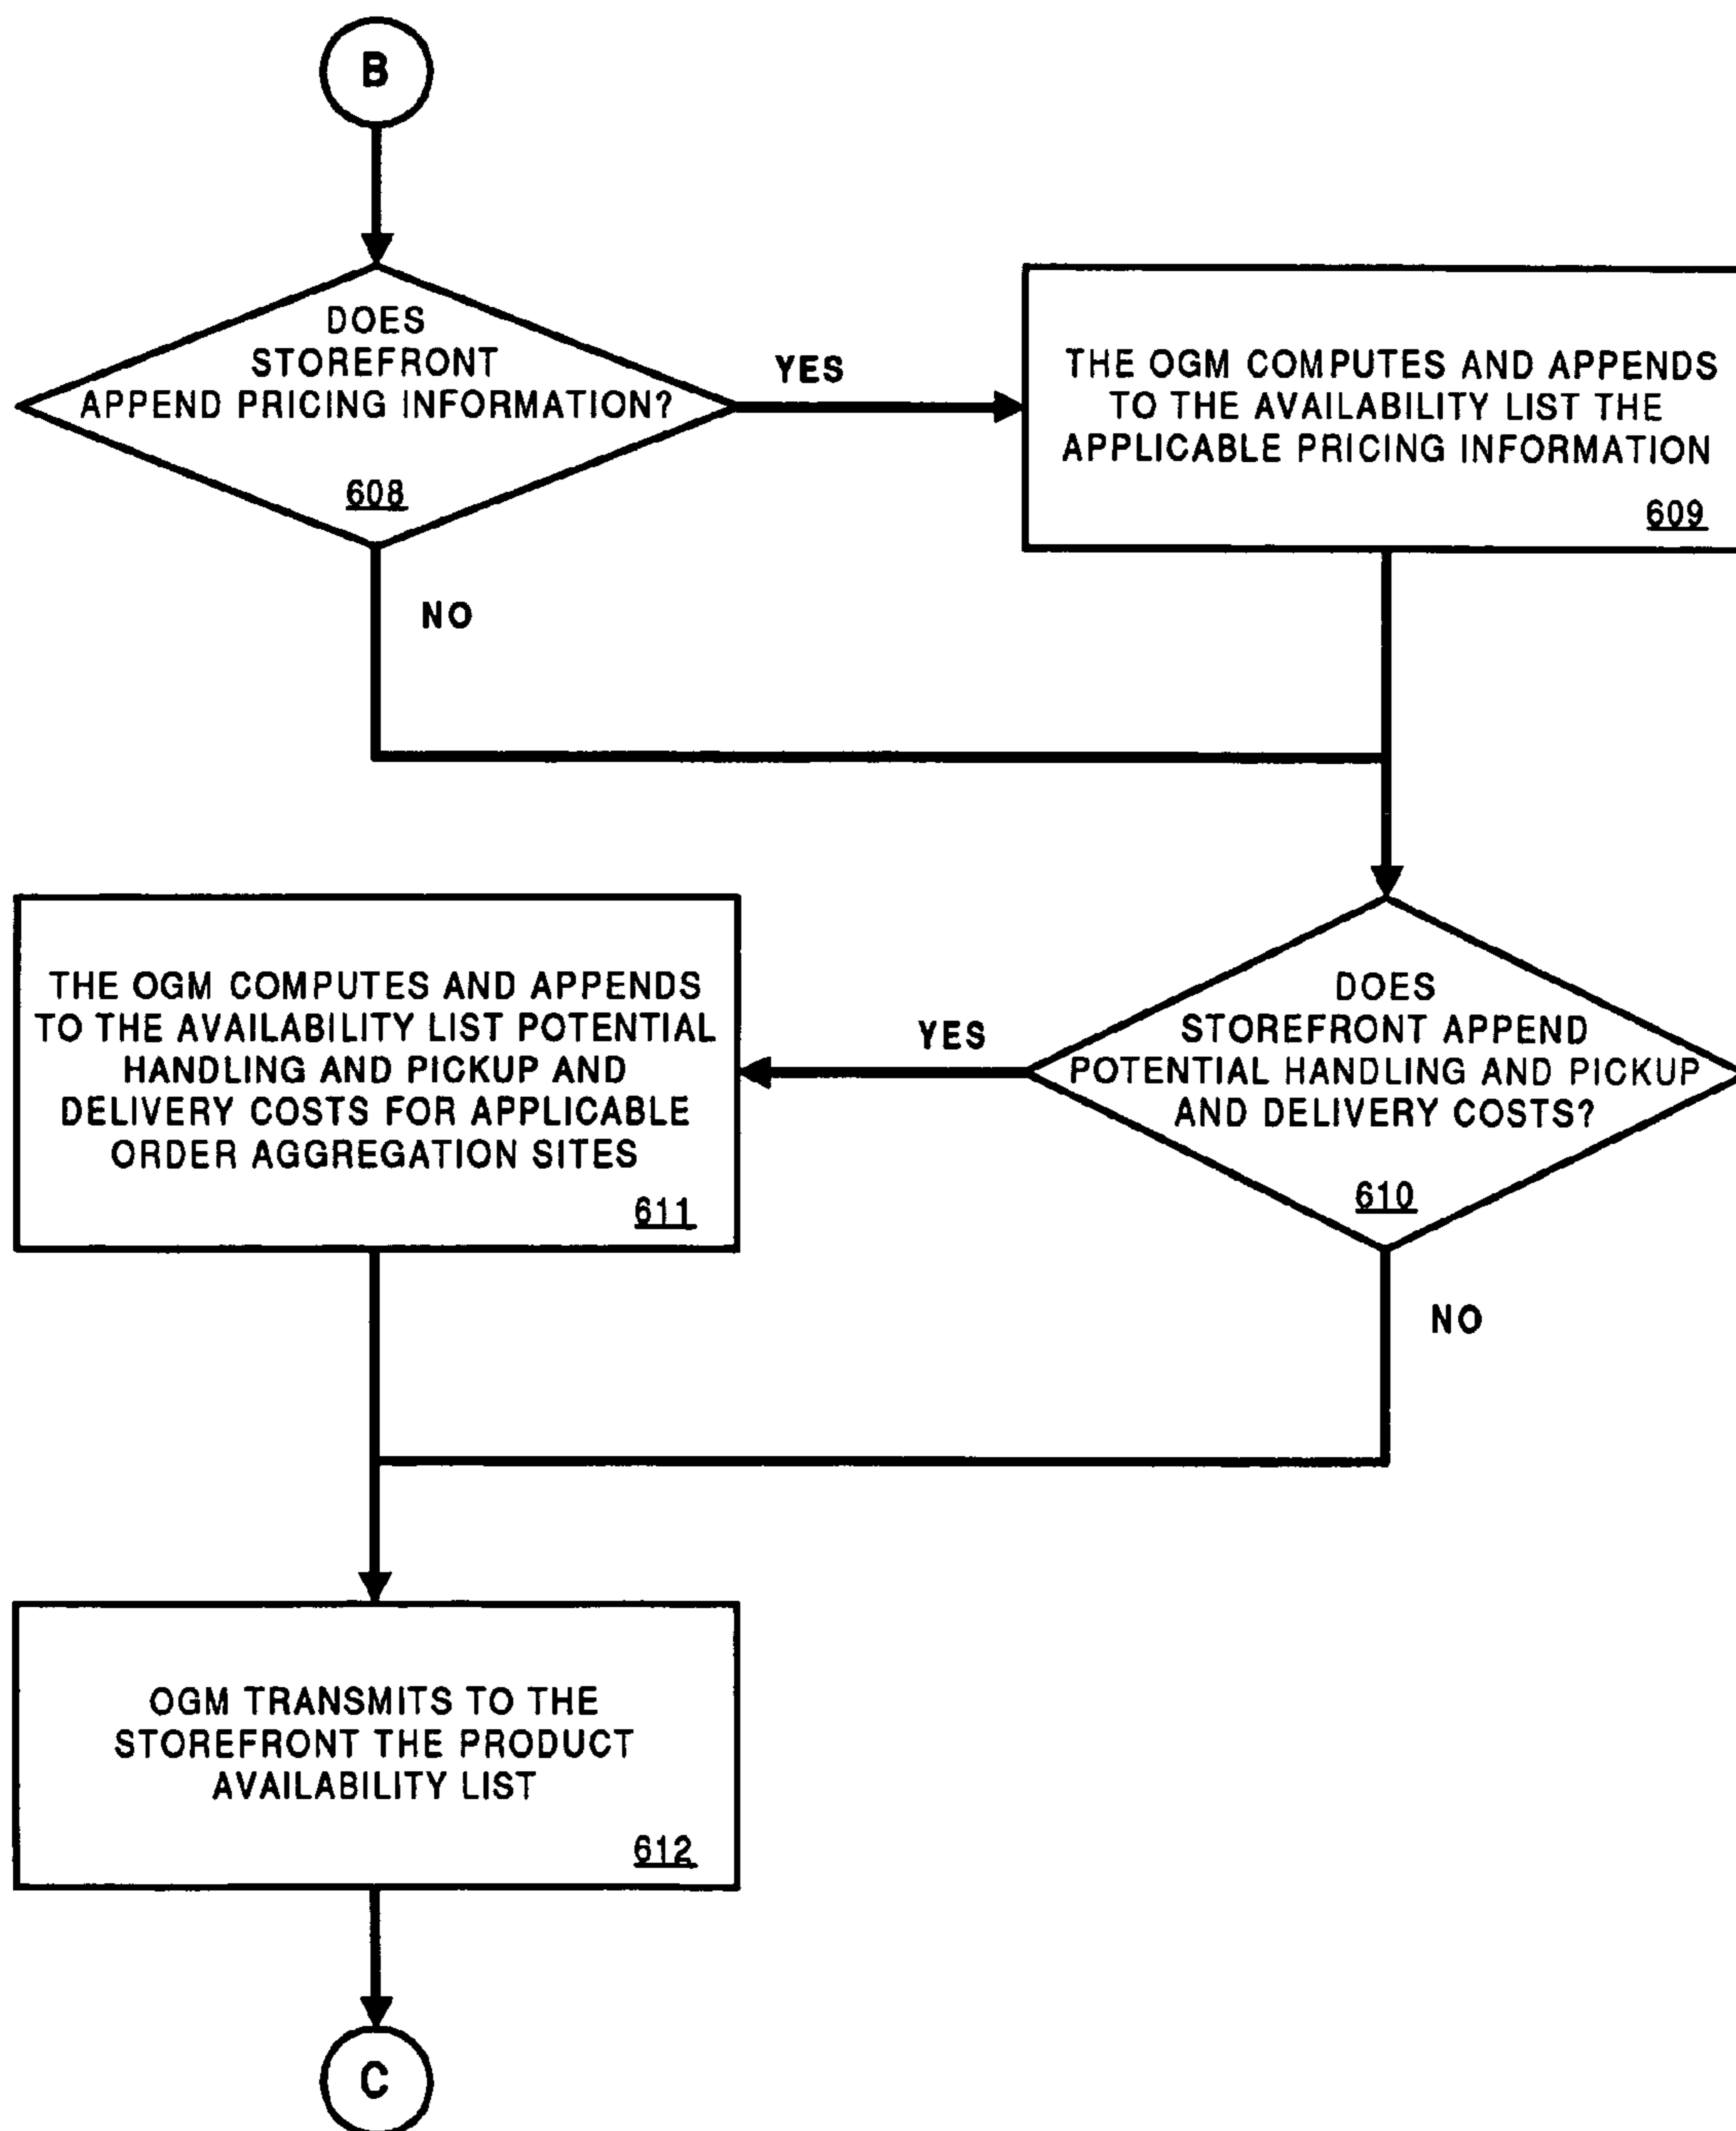 B
DOES
STOREFRONT
APPEND PRICING INFORMATION?
608
YES
THE OGM COMPUTES AND APPENDS
TO THE AVAILABILITY LIST THE
APPLICABLE PRICING INFORMATION
609
NO
DOES
STOREFRONT APPEND
POTENTIAL HANDLING AND PICKUP
AND DELIVERY COSTS?
610
YES
THE OGM COMPUTES AND APPENDS
TO THE AVAILABILITY LIST POTENTIAL
HANDLING AND PICKUP AND
DELIVERY COSTS FOR APPLICABLE
ORDER AGGREGATION SITES
611
NO
OGM TRANSMITS TO THE
STOREFRONT THE PRODUCT
AVAILABILITY LIST
612
C